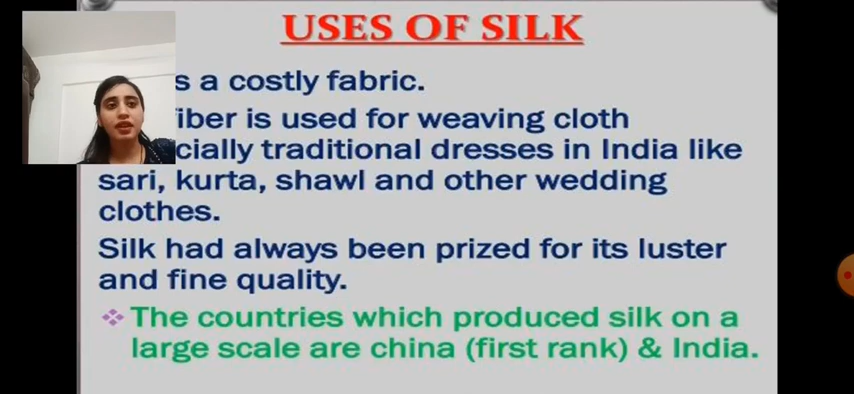 USES OF SILK
a costly fabric.
is used for weaving cloth
traditional dresses in India like
sari, kurta, shawl and other wedding
clothes.
Silk had always been prized for its luster
and fine quality.
❖ The countries which produced silk on a
large scale are china (first rank) & India.